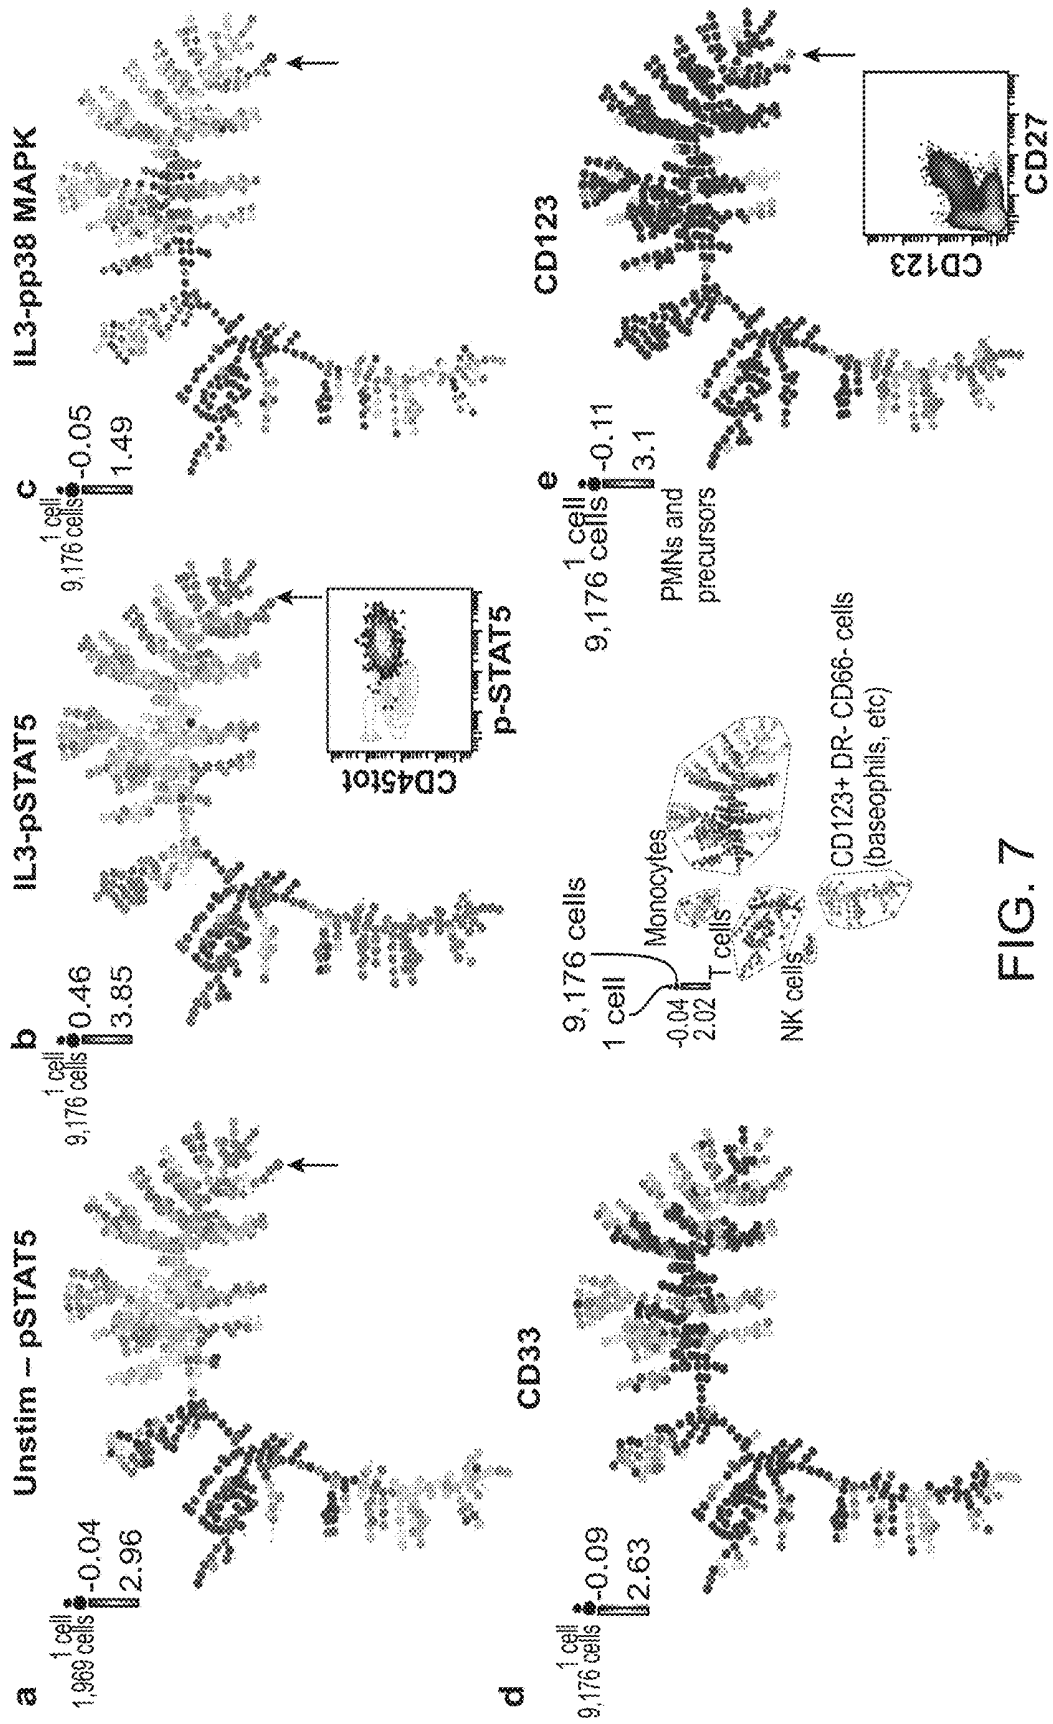 a
Unstim – pSTAT5
1 cell
1,969 cells
-0.04
2.96
b
IL3-pSTAT5
1 cell
9,176 cells
0.46
3.85
CD45tot
p-STAT5
c
IL3-pp38 MAPK
1 cell
9,176 cells
-0.05
1.49
d
CD33
1 cell
9,176 cells
-0.09
2.63
9,176 cells
1 cell
-0.04
2.02
Monocytes
T cells
NK cells
CD123+ DR- CD66- cells
(baseophils, etc)
PMNs and
precursors
e
CD123
1 cell
9,176 cells
-0.11
3.1
CD123
CD27
FIG. 7